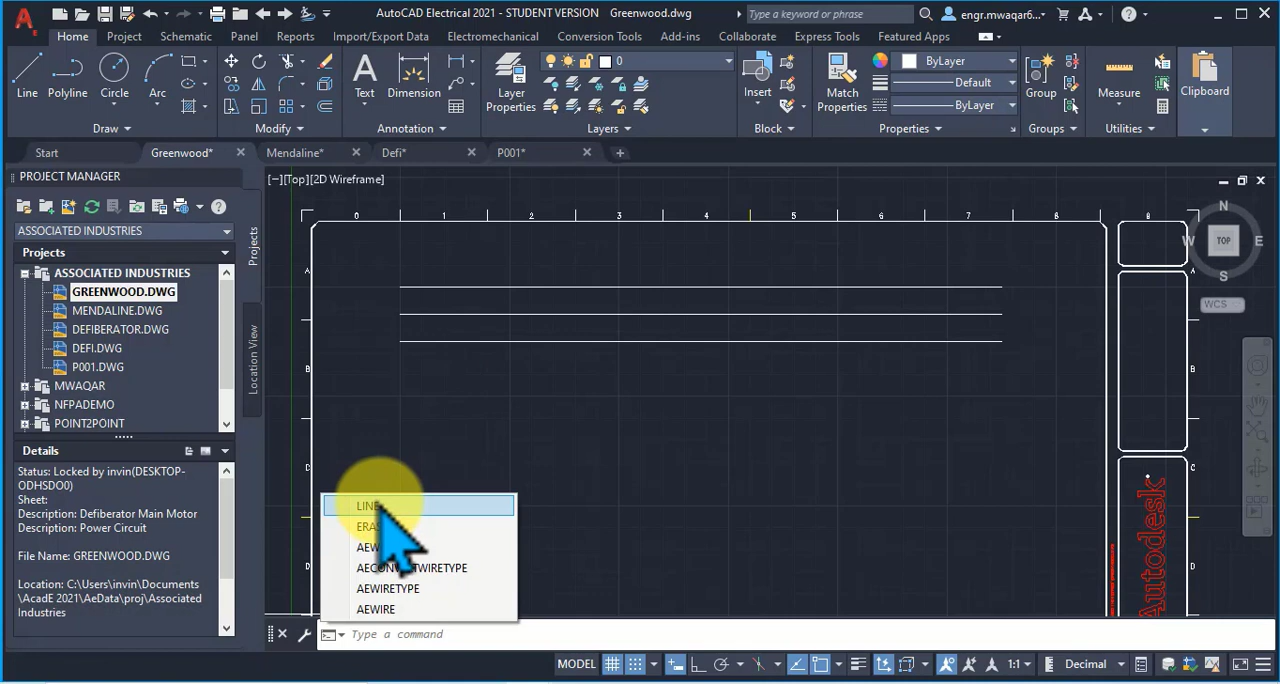 AutoCAD Electrical 2021 - STUDENT VERSION Greenwood.dwg
Type a keyword or phrase
engr.mwaqar6...
Home Project Schematic Panel Reports Import/Export Data Electromechanical Conversion Tools Add-ins Collaborate Express Tools Featured Apps
Line Polyline Circle Arc Text Dimension Layer Properties 0 Insert Match Properties ByLayer Default ByLayer Group Measure Clipboard
Draw Modify Annotation Layers Block Properties Groups Utilities
Start Greenwood* Mendaline* Defi* P001*
PROJECT MANAGER
[−][Top][2D Wireframe]
ASSOCIATED INDUSTRIES
Projects
ASSOCIATED INDUSTRIES
GREENWOOD.DWG
MENDALINE.DWG
DEFIBERATOR.DWG
DEFI.DWG
P001.DWG
MWAQAR
NFPADEMO
POINT2POINT
Projects
Location View
Details
Status: Locked by invin(DESKTOP-
ODHSDO0)
Sheet:
Description: Defiberator Main Motor
Description: Power Circuit
File Name: GREENWOOD.DWG
Location: C:\Users\invin\Documents
\AcadE 2021\AeData\proj\Associated
Industries
0 1 2 3 4 5 6 7 8
A
B
C
D
A
B
C
D
N
W TOP E
S
WCS
Autodesk
LINE
AEWIRETYPE
AEWIRE
Type a command
MODEL 1:1 Decimal